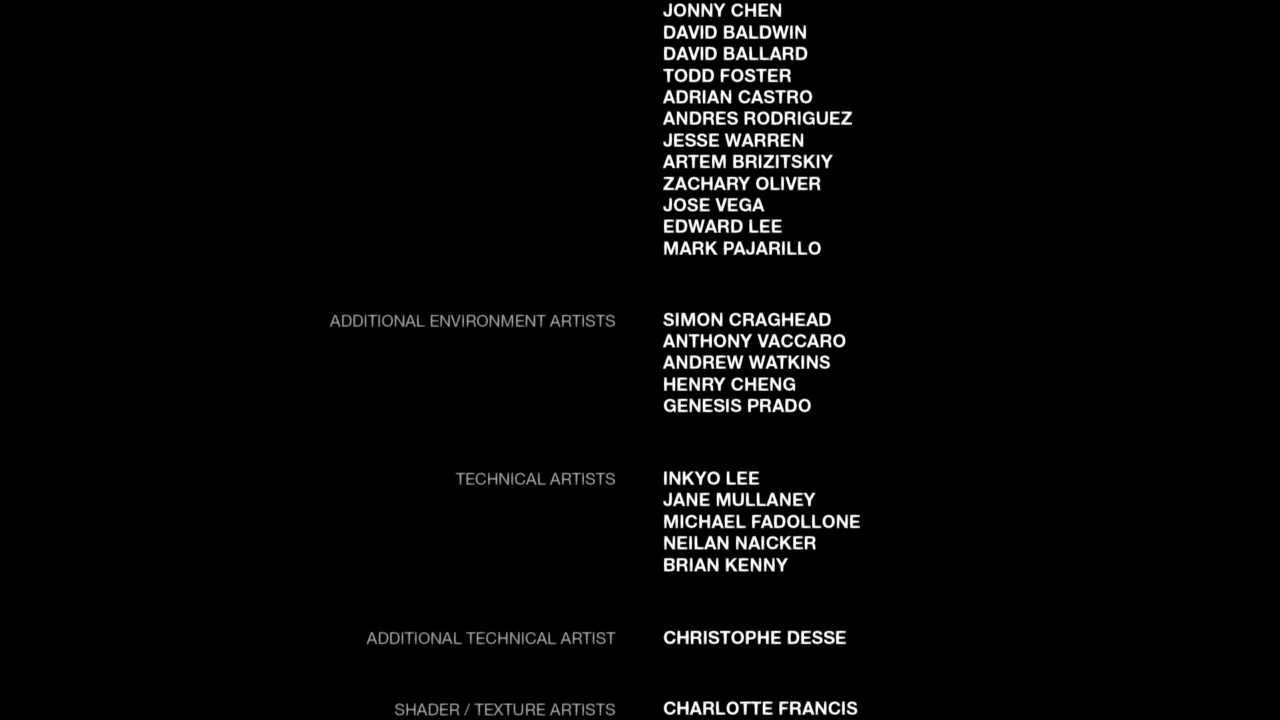 JONNY CHEN
DAVID BALDWIN
DAVID BALLARD
TODD FOSTER
ADRIAN CASTRO
ANDRES RODRIGUEZ
JESSE WARREN
ARTEM BRIZITSKIY
ZACHARY OLIVER
JOSE VEGA
EDWARD LEE
MARK PAJARILLO
ADDITIONAL ENVIRONMENT ARTISTS SIMON CRAGHEAD
ANTHONY VACCARO
ANDREW WATKINS
HENRY CHENG
GENESIS PRADO
TECHNICAL ARTISTS INKYO LEE
JANE MULLANEY
MICHAEL FADOLLONE
NEILAN NAICKER
BRIAN KENNY
ADDITIONAL TECHNICAL ARTIST CHRISTOPHE DESSE
SHADER / TEXTURE ARTISTS CHARLOTTE FRANCIS